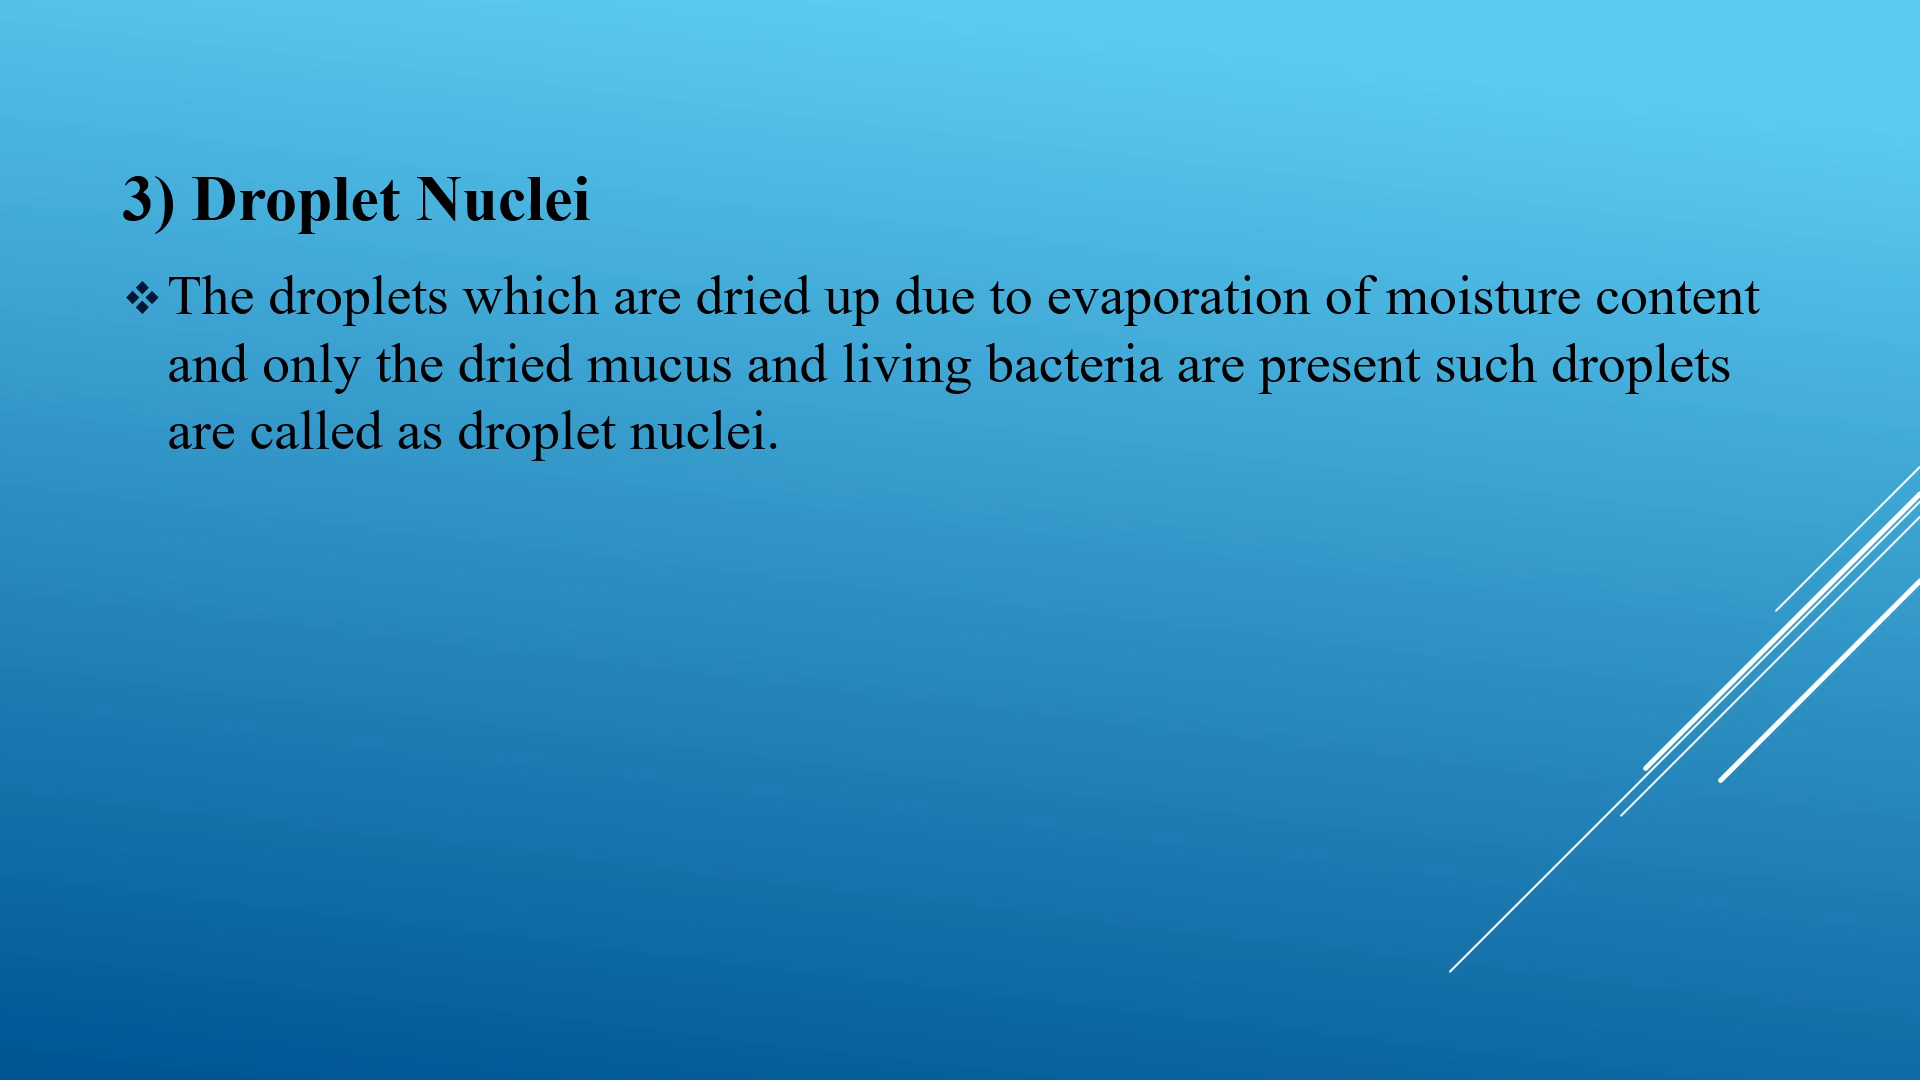 3) Droplet Nuclei
❖The droplets which are dried up due to evaporation of moisture content
and only the dried mucus and living bacteria are present such droplets
are called as droplet nuclei.